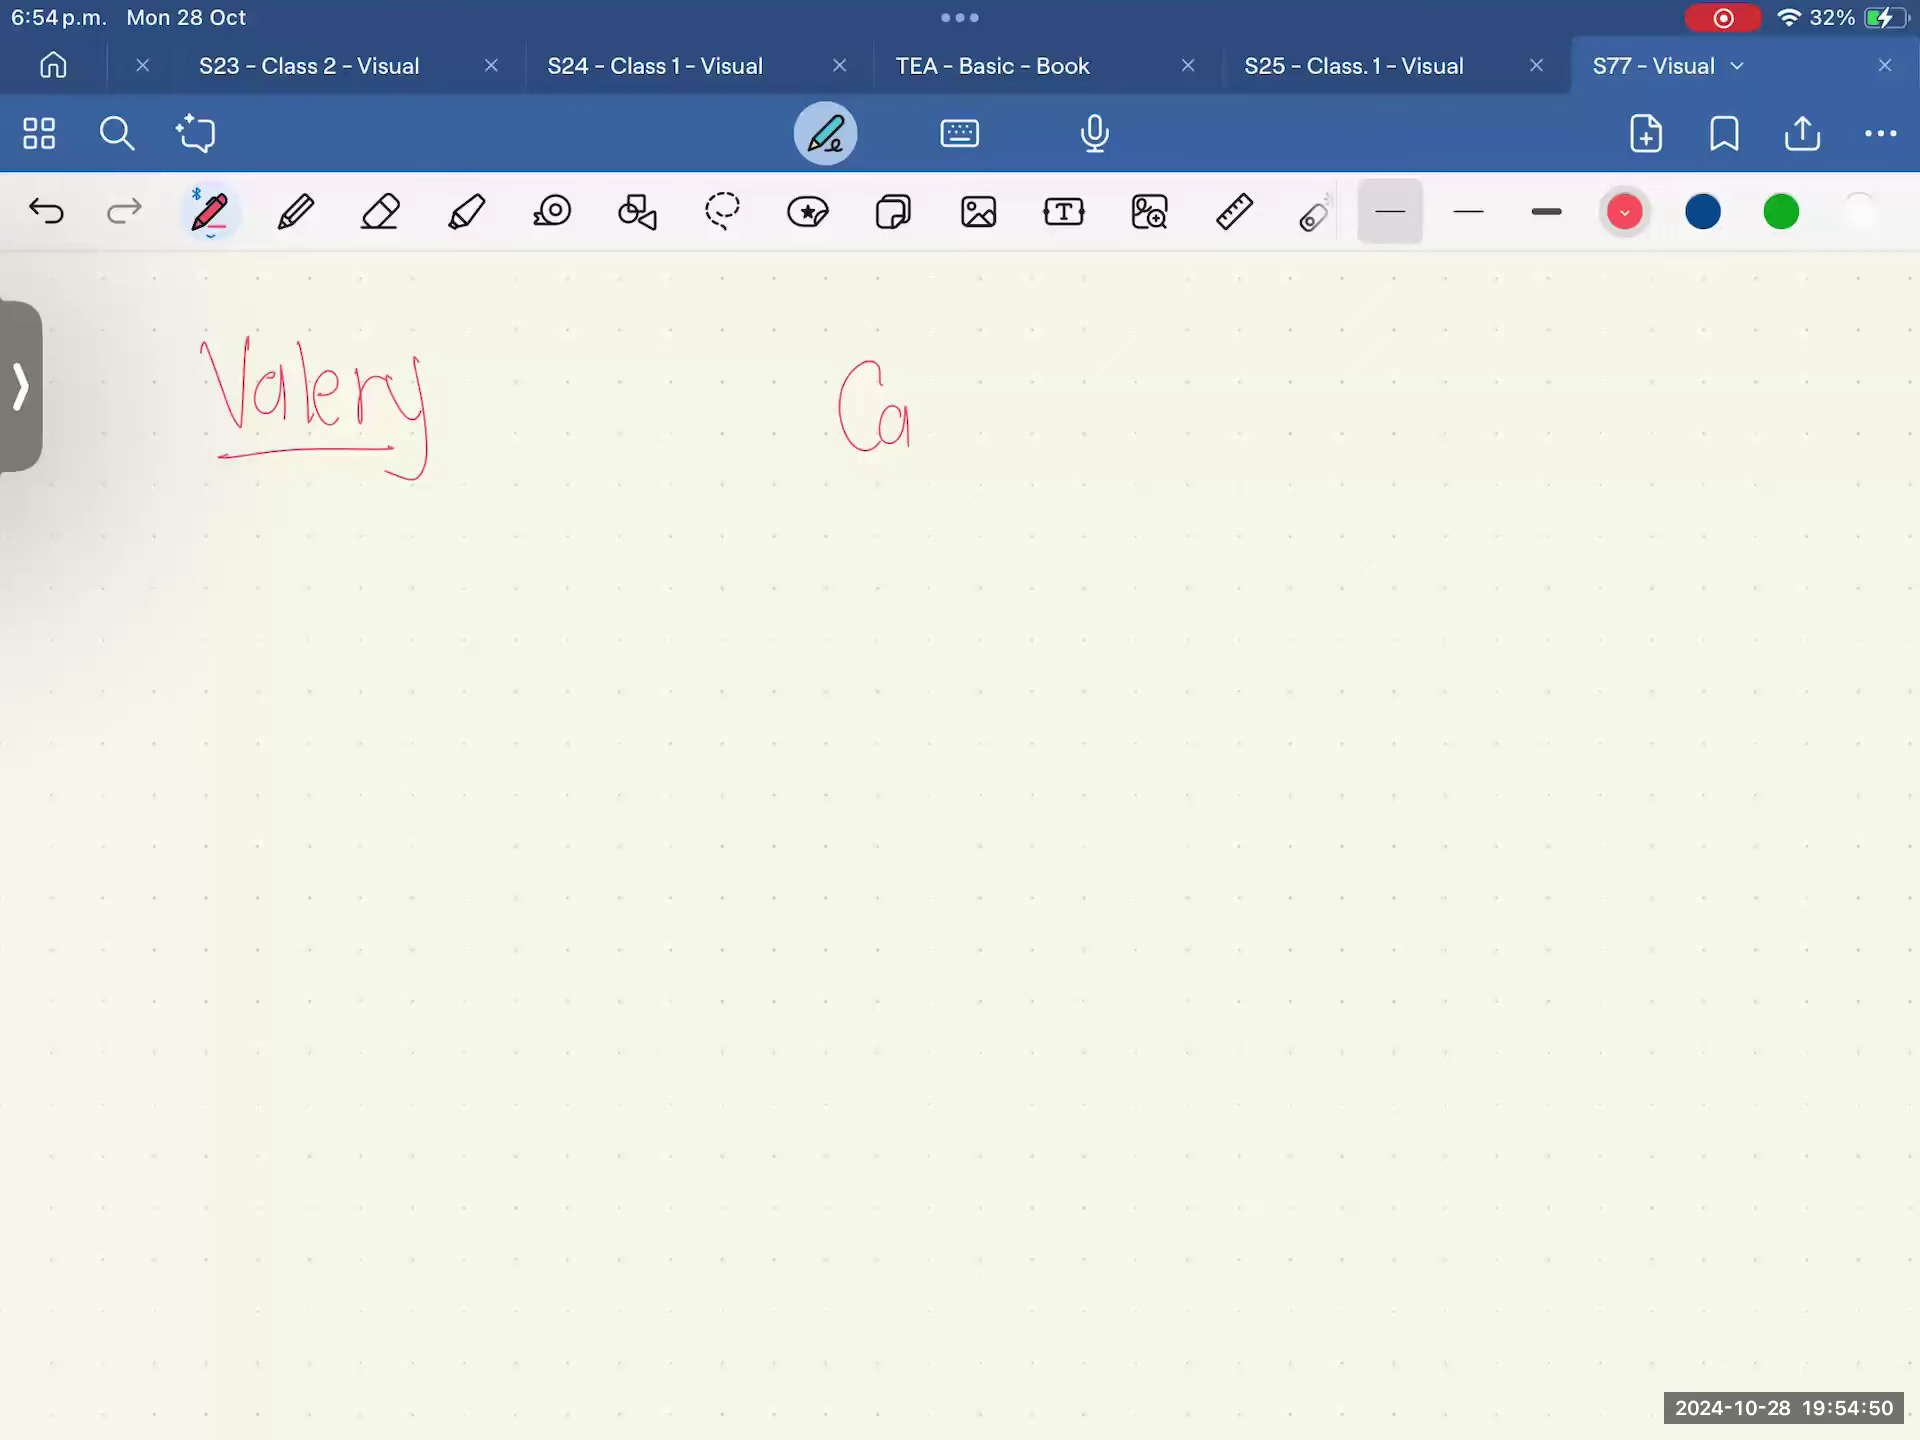 6:54 p.m. Mon 28 Oct 32%
S23 - Class 2 - Visual S24 - Class 1 - Visual TEA - Basic - Book S25 - Class. 1 - Visual S77 - Visual
Valery Ca
2024-10-28 19:54:50